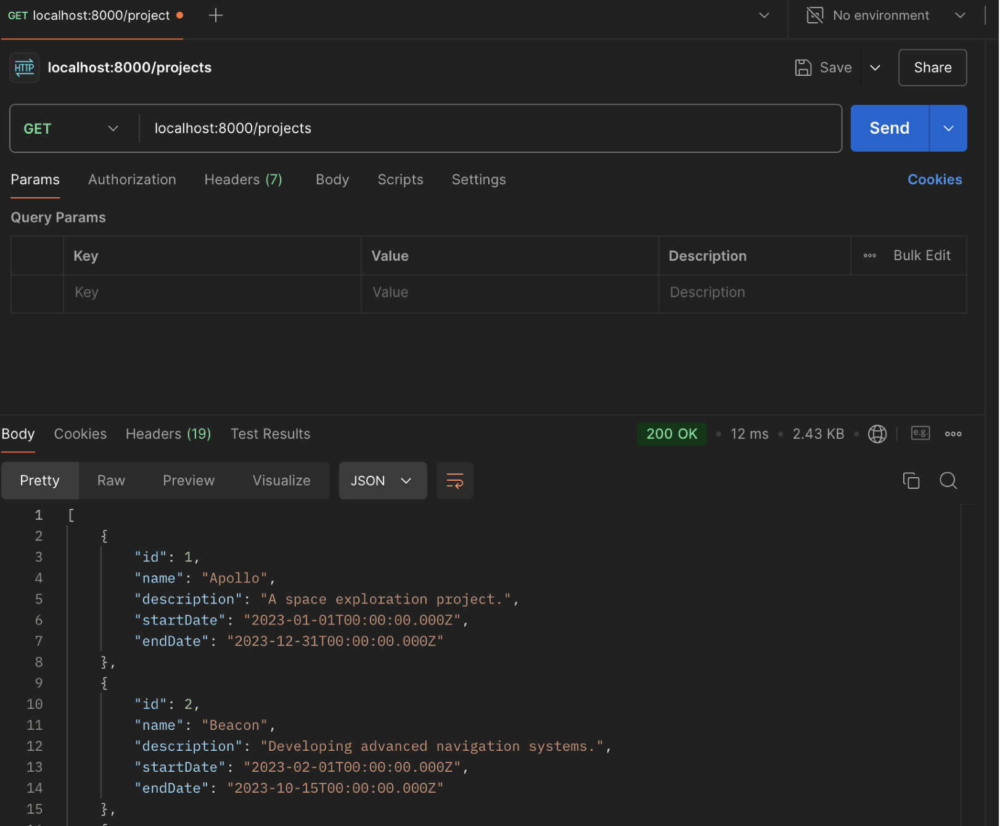 GET localhost:8000/project
No environment
HTTP localhost:8000/projects
Save
Share
GET localhost:8000/projects
Send
Params Authorization Headers (7) Body Scripts Settings Cookies
Query Params
Key Value Description Bulk Edit
Key Value Description
Body Cookies Headers (19) Test Results 200 OK • 12 ms • 2.43 KB • e.g.
Pretty Raw Preview Visualize JSON
1 [
2 {
3 "id": 1,
4 "name": "Apollo",
5 "description": "A space exploration project.",
6 "startDate": "2023-01-01T00:00:00.000Z",
7 "endDate": "2023-12-31T00:00:00.000Z"
8 },
9 {
10 "id": 2,
11 "name": "Beacon",
12 "description": "Developing advanced navigation systems.",
13 "startDate": "2023-02-01T00:00:00.000Z",
14 "endDate": "2023-10-15T00:00:00.000Z"
15 },